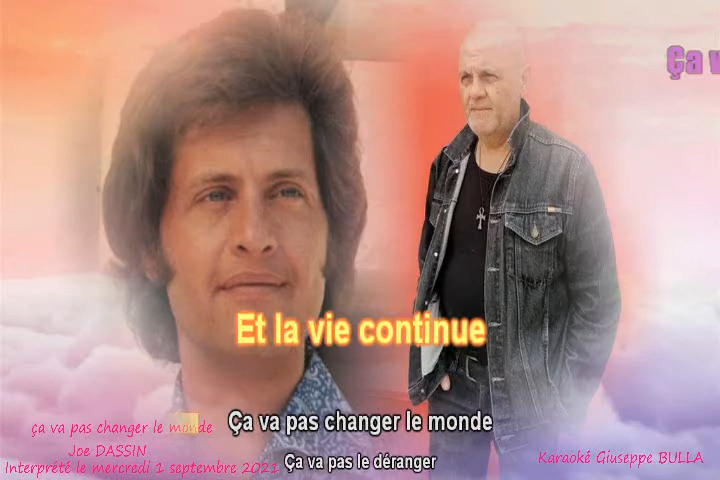 Ça v
Et la vie continue
Ça va pas changer le monde
Ça va pas le déranger
ça va pas changer le monde
Joe DASSIN
Interprété le mercredi 1 septembre 2021
Karaoké Giuseppe BULLA